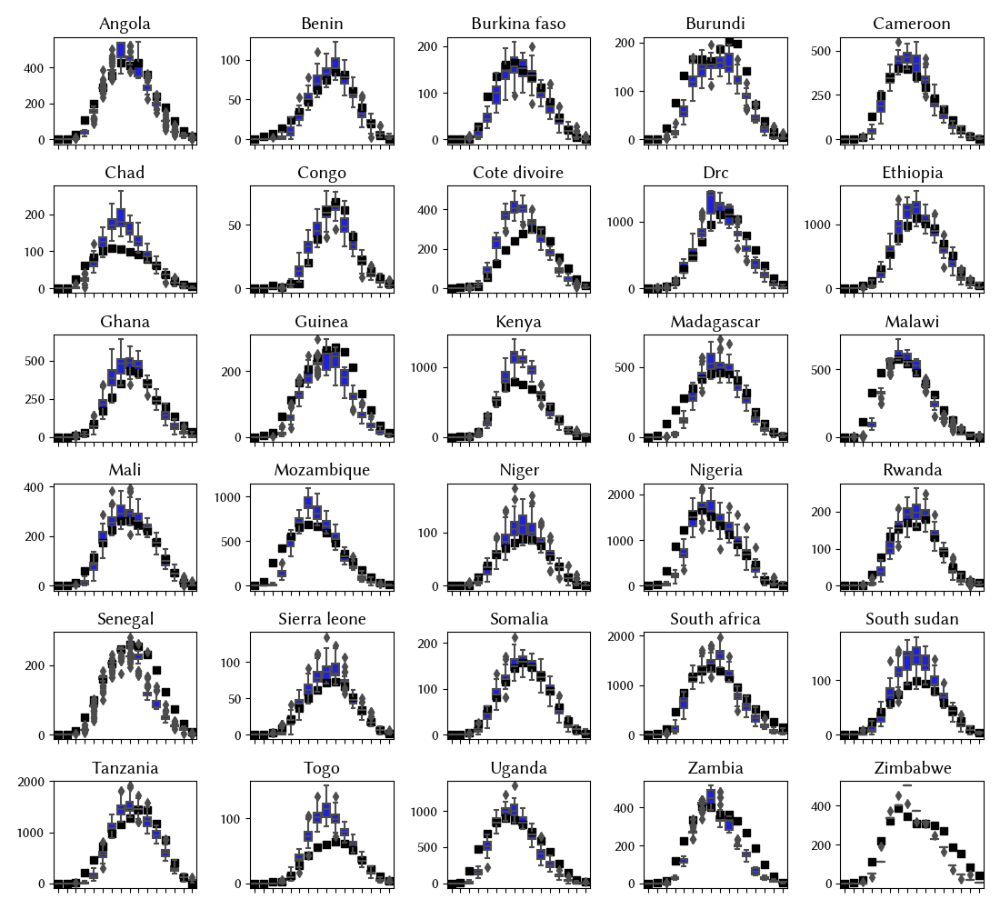 Angola Benin Burkina faso Burundi Cameroon
400 200 0
100 50 0
200 100 0
200 100 0
500 250 0
Chad Congo Cote divoire Drc Ethiopia
200 100 0
50 0
400 200 0
1000 0
1000 0
Ghana Guinea Kenya Madagascar Malawi
500 250 0
200 0
1000 0
500 0
500 0
Mali Mozambique Niger Nigeria Rwanda
400 200 0
1000 500 0
100 0
2000 1000 0
200 100 0
Senegal Sierra leone Somalia South africa South sudan
200 0
100 50 0
200 100 0
2000 1000 0
100 0
Tanzania Togo Uganda Zambia Zimbabwe
2000 1000 0
100 0
1000 500 0
400 200 0
400 200 0